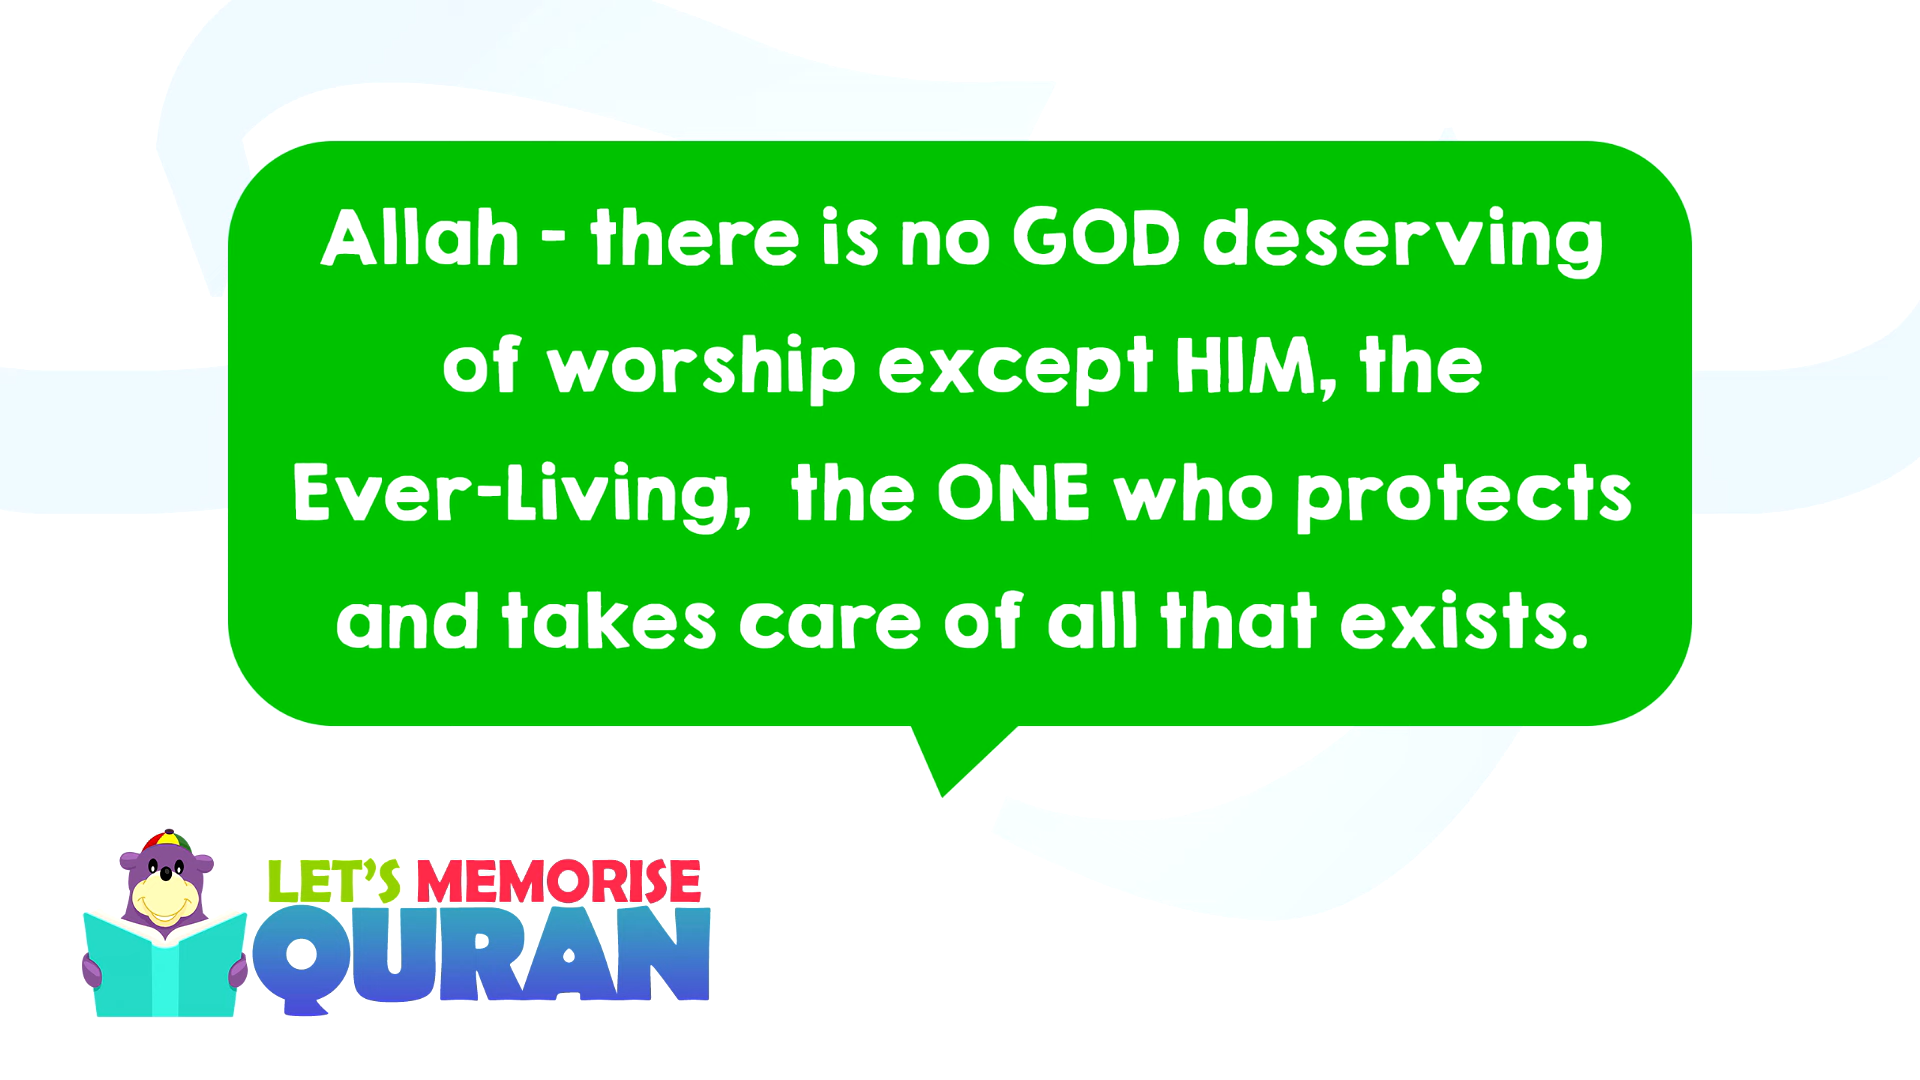 Allah - there is no GOD deserving
of worship except HIM, the
Ever-Living,  the ONE who protects
and takes care of all that exists.
LET'S MEMORISE
QURAN